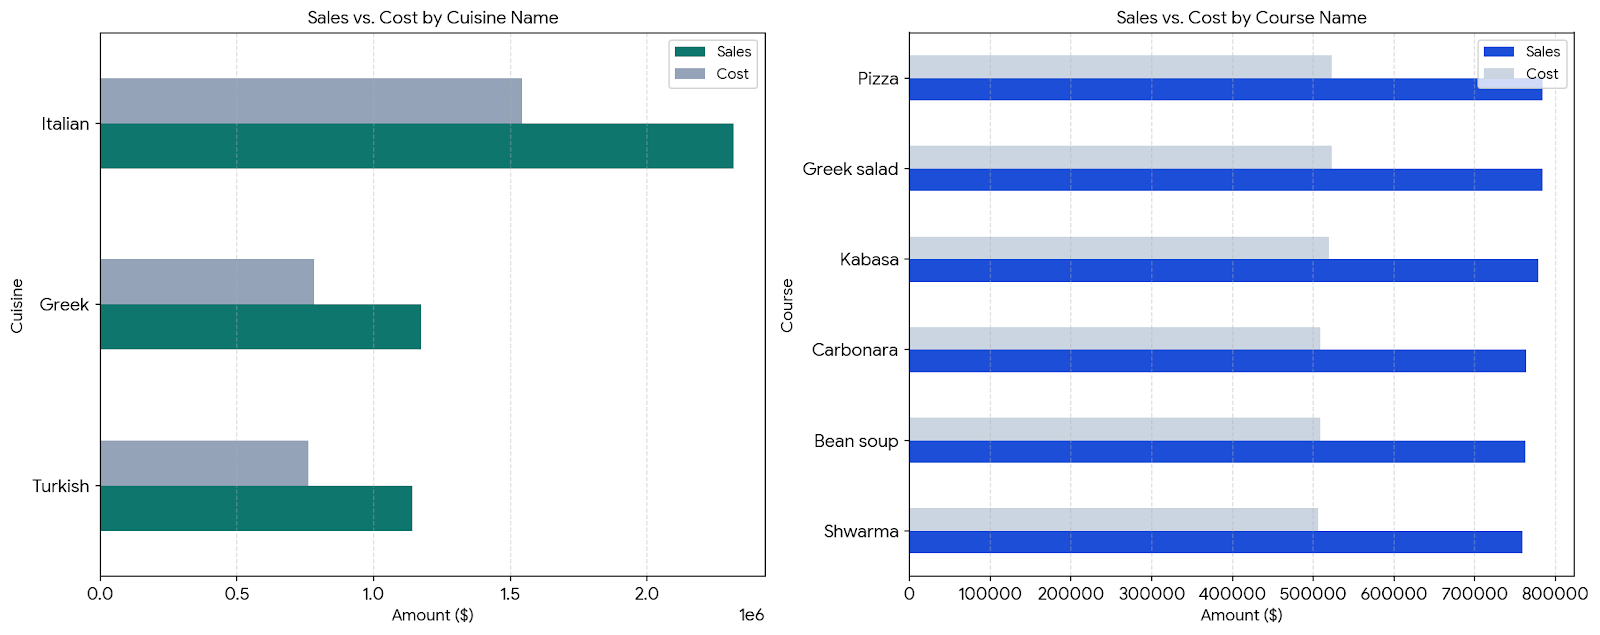 Sales vs. Cost by Cuisine Name
Sales
Cost
Italian
Greek
Turkish
Cuisine
0.0 0.5 1.0 1.5 2.0
Amount ($)
1e6
Sales vs. Cost by Course Name
Sales
Cost
Pizza
Greek salad
Kabasa
Carbonara
Bean soup
Shwarma
Course
0 100000 200000 300000 400000 500000 600000 700000 800000
Amount ($)